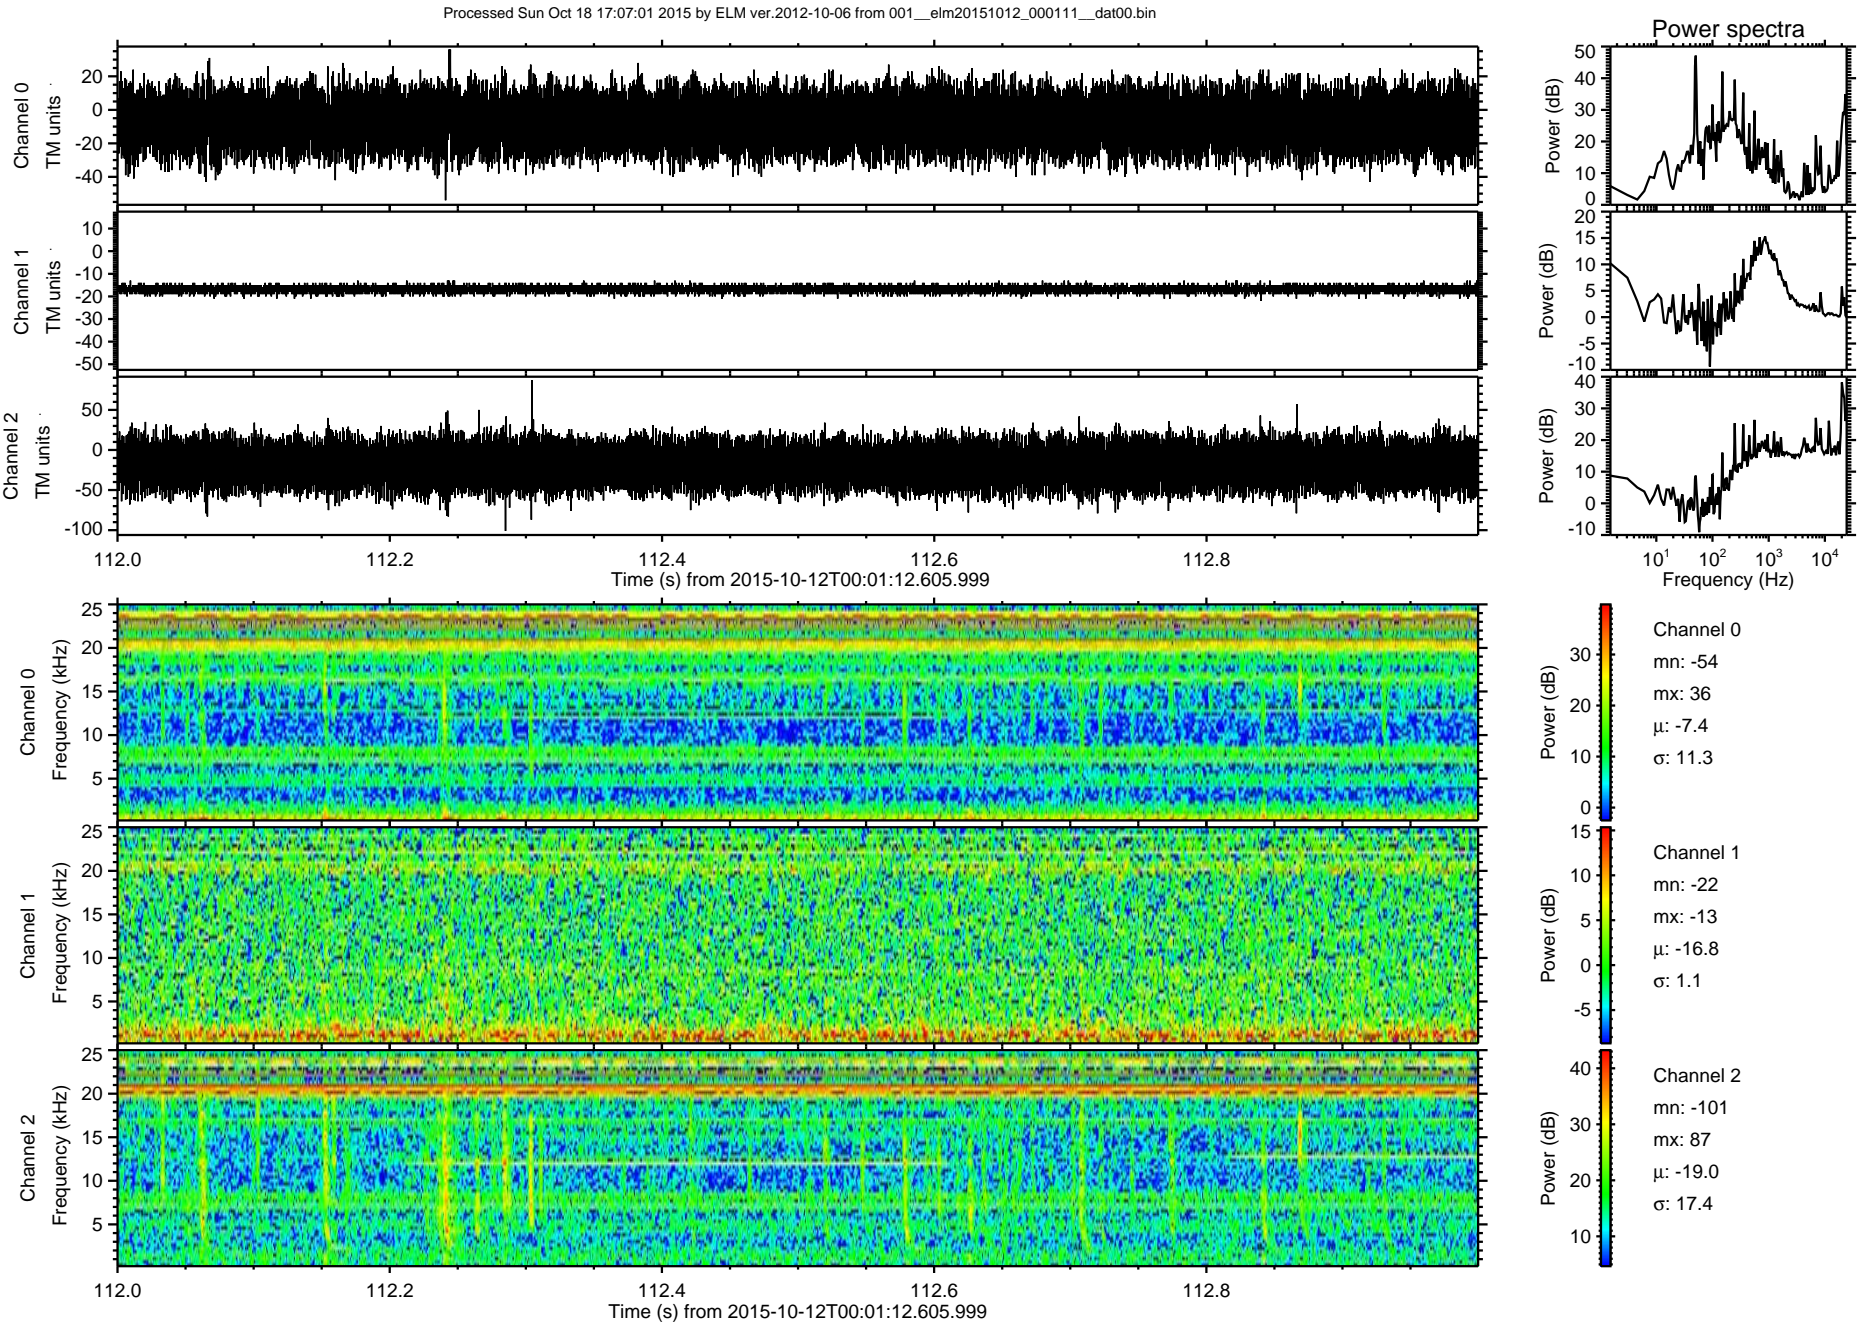 Processed Sun Oct 18 17:07:01 2015 by ELM ver.2012-10-06 from 001__elm20151012_000111__dat00.bin
Power spectra
Channel 0
TM units
20
0
-20
-40
Power (dB)
50
40
30
20
10
0
Channel 1
TM units
10
0
-10
-20
-30
-40
-50
Power (dB)
20
15
10
5
0
-5
-10
Channel 2
TM units
50
0
-50
-100
Power (dB)
40
30
20
10
0
-10
112.0 112.2 112.4 112.6 112.8
Time (s) from 2015-10-12T00:01:12.605.999
10^1 10^2 10^3 10^4
Frequency (Hz)
Channel 0
Frequency (kHz)
25
20
15
10
5
Power (dB)
30
20
10
0
Channel 0
mn: -54
mx: 36
μ: -7.4
σ: 11.3
Channel 1
Frequency (kHz)
25
20
15
10
5
Power (dB)
15
10
5
0
-5
Channel 1
mn: -22
mx: -13
μ: -16.8
σ: 1.1
Channel 2
Frequency (kHz)
25
20
15
10
5
Power (dB)
40
30
20
10
Channel 2
mn: -101
mx: 87
μ: -19.0
σ: 17.4
112.0 112.2 112.4 112.6 112.8
Time (s) from 2015-10-12T00:01:12.605.999